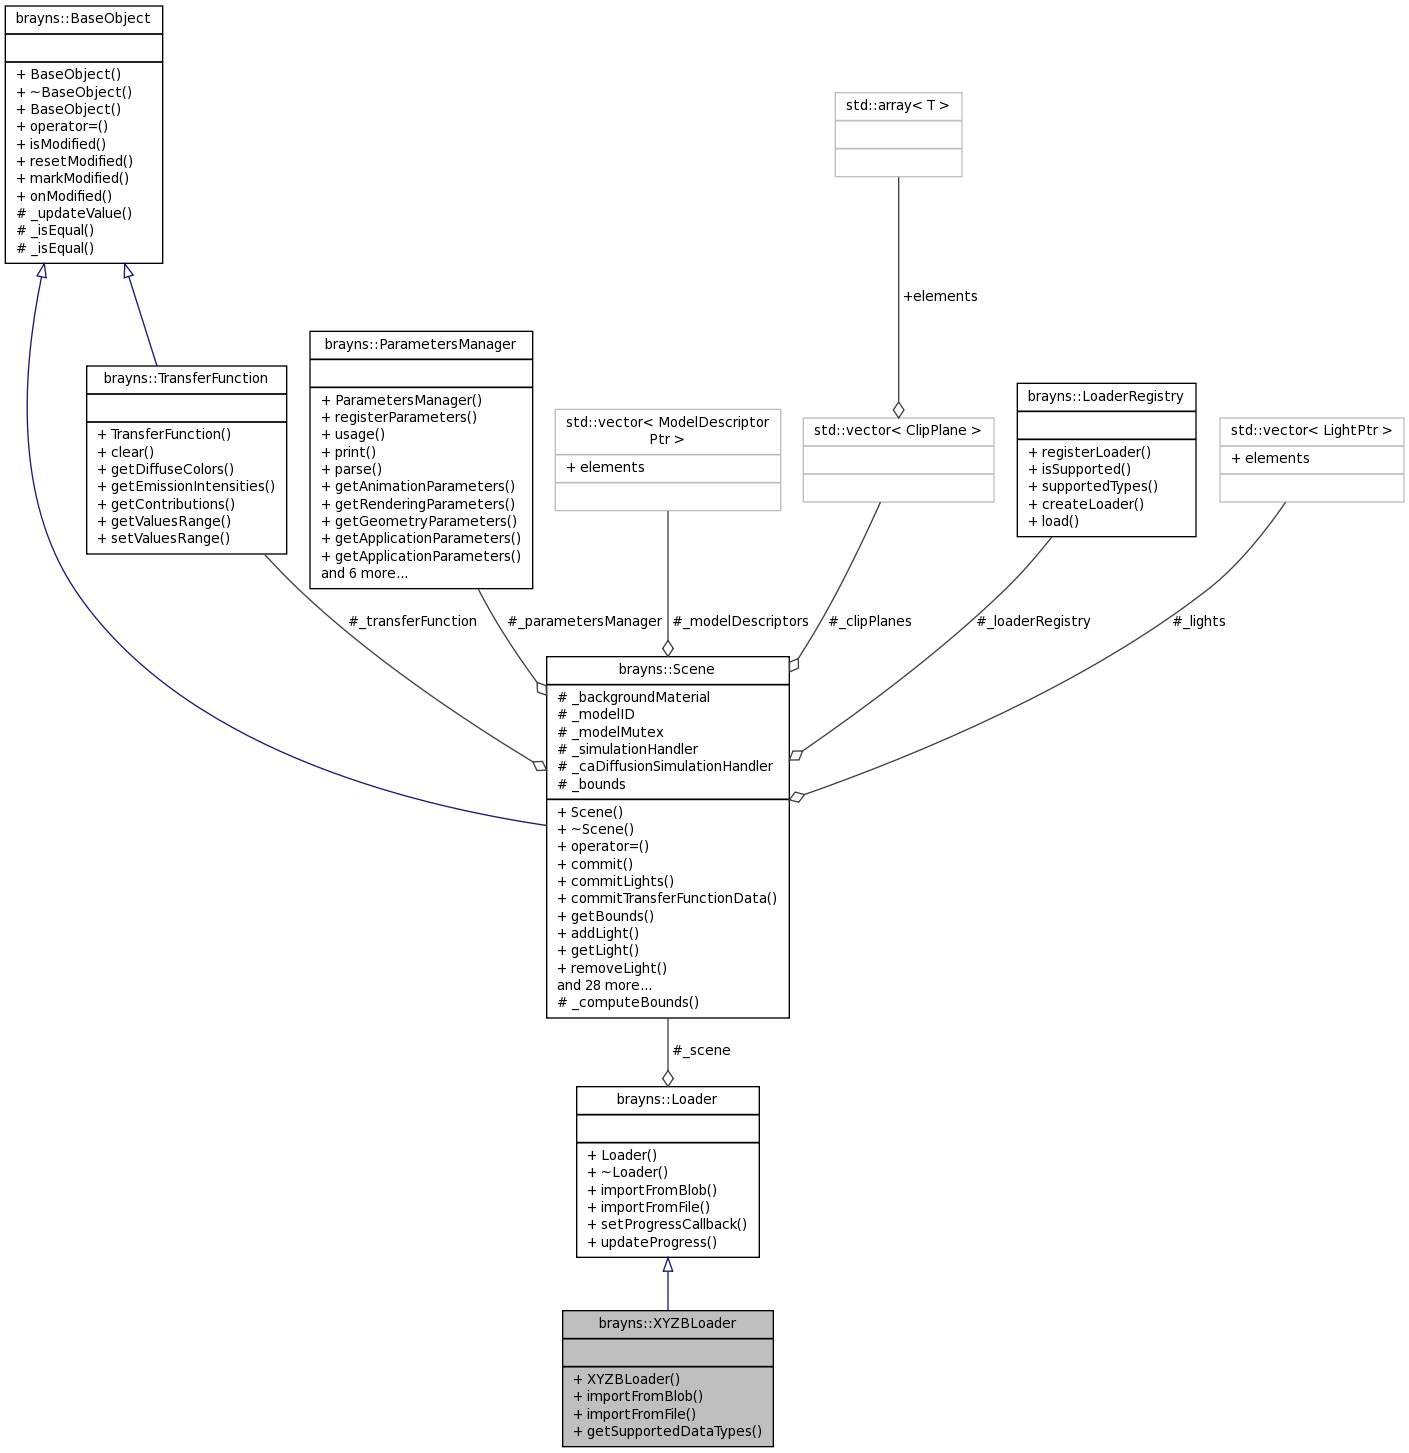 brayns::BaseObject
+ BaseObject()
+ ~BaseObject()
+ BaseObject()
+ operator=()
+ isModified()
+ resetModified()
+ markModified()
+ onModified()
# _updateValue()
# _isEqual()
# _isEqual()
std::array< T >
+elements
brayns::TransferFunction
+ TransferFunction()
+ clear()
+ getDiffuseColors()
+ getEmissionIntensities()
+ getContributions()
+ getValuesRange()
+ setValuesRange()
brayns::ParametersManager
+ ParametersManager()
+ registerParameters()
+ usage()
+ print()
+ parse()
+ getAnimationParameters()
+ getRenderingParameters()
+ getGeometryParameters()
+ getApplicationParameters()
+ getApplicationParameters()
and 6 more...
std::vector< ModelDescriptor
Ptr >
+ elements
std::vector< ClipPlane >
brayns::LoaderRegistry
+ registerLoader()
+ isSupported()
+ supportedTypes()
+ createLoader()
+ load()
std::vector< LightPtr >
+ elements
#_transferFunction
#_parametersManager
#_modelDescriptors
#_clipPlanes
#_loaderRegistry
#_lights
brayns::Scene
# _backgroundMaterial
# _modelID
# _modelMutex
# _simulationHandler
# _caDiffusionSimulationHandler
# _bounds
+ Scene()
+ ~Scene()
+ operator=()
+ commit()
+ commitLights()
+ commitTransferFunctionData()
+ getBounds()
+ addLight()
+ getLight()
+ removeLight()
and 28 more...
# _computeBounds()
#_scene
brayns::Loader
+ Loader()
+ ~Loader()
+ importFromBlob()
+ importFromFile()
+ setProgressCallback()
+ updateProgress()
brayns::XYZBLoader
+ XYZBLoader()
+ importFromBlob()
+ importFromFile()
+ getSupportedDataTypes()